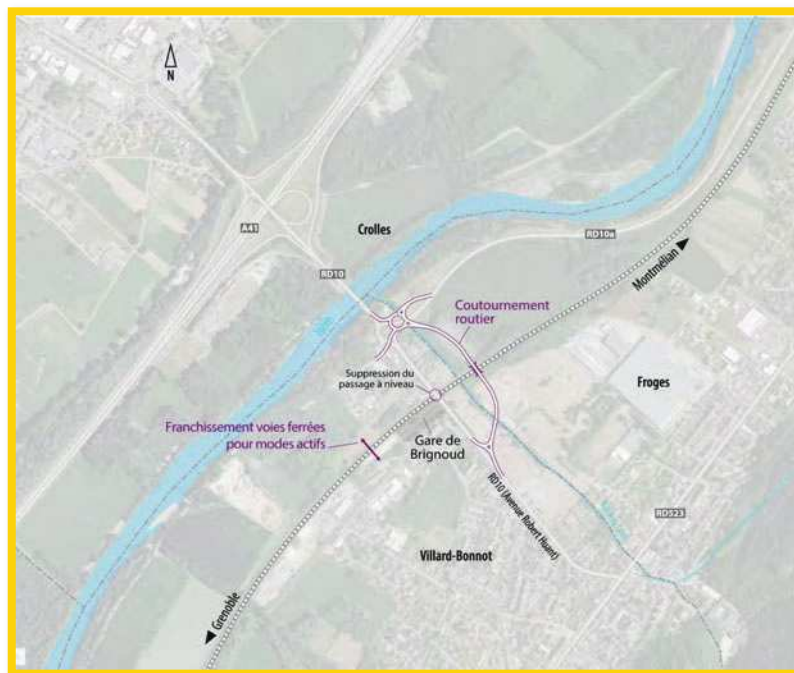 N
A41
Crolles
RD10
RD10a
Montmélian
Coutournement
routier
Suppression du
passage à niveau
Froges
Franchissement voies ferrées
pour modes actifs
Gare de
Brignoud
RD10 (Avenue Robert Huant)
RD523
Villard-Bonnot
Grenoble